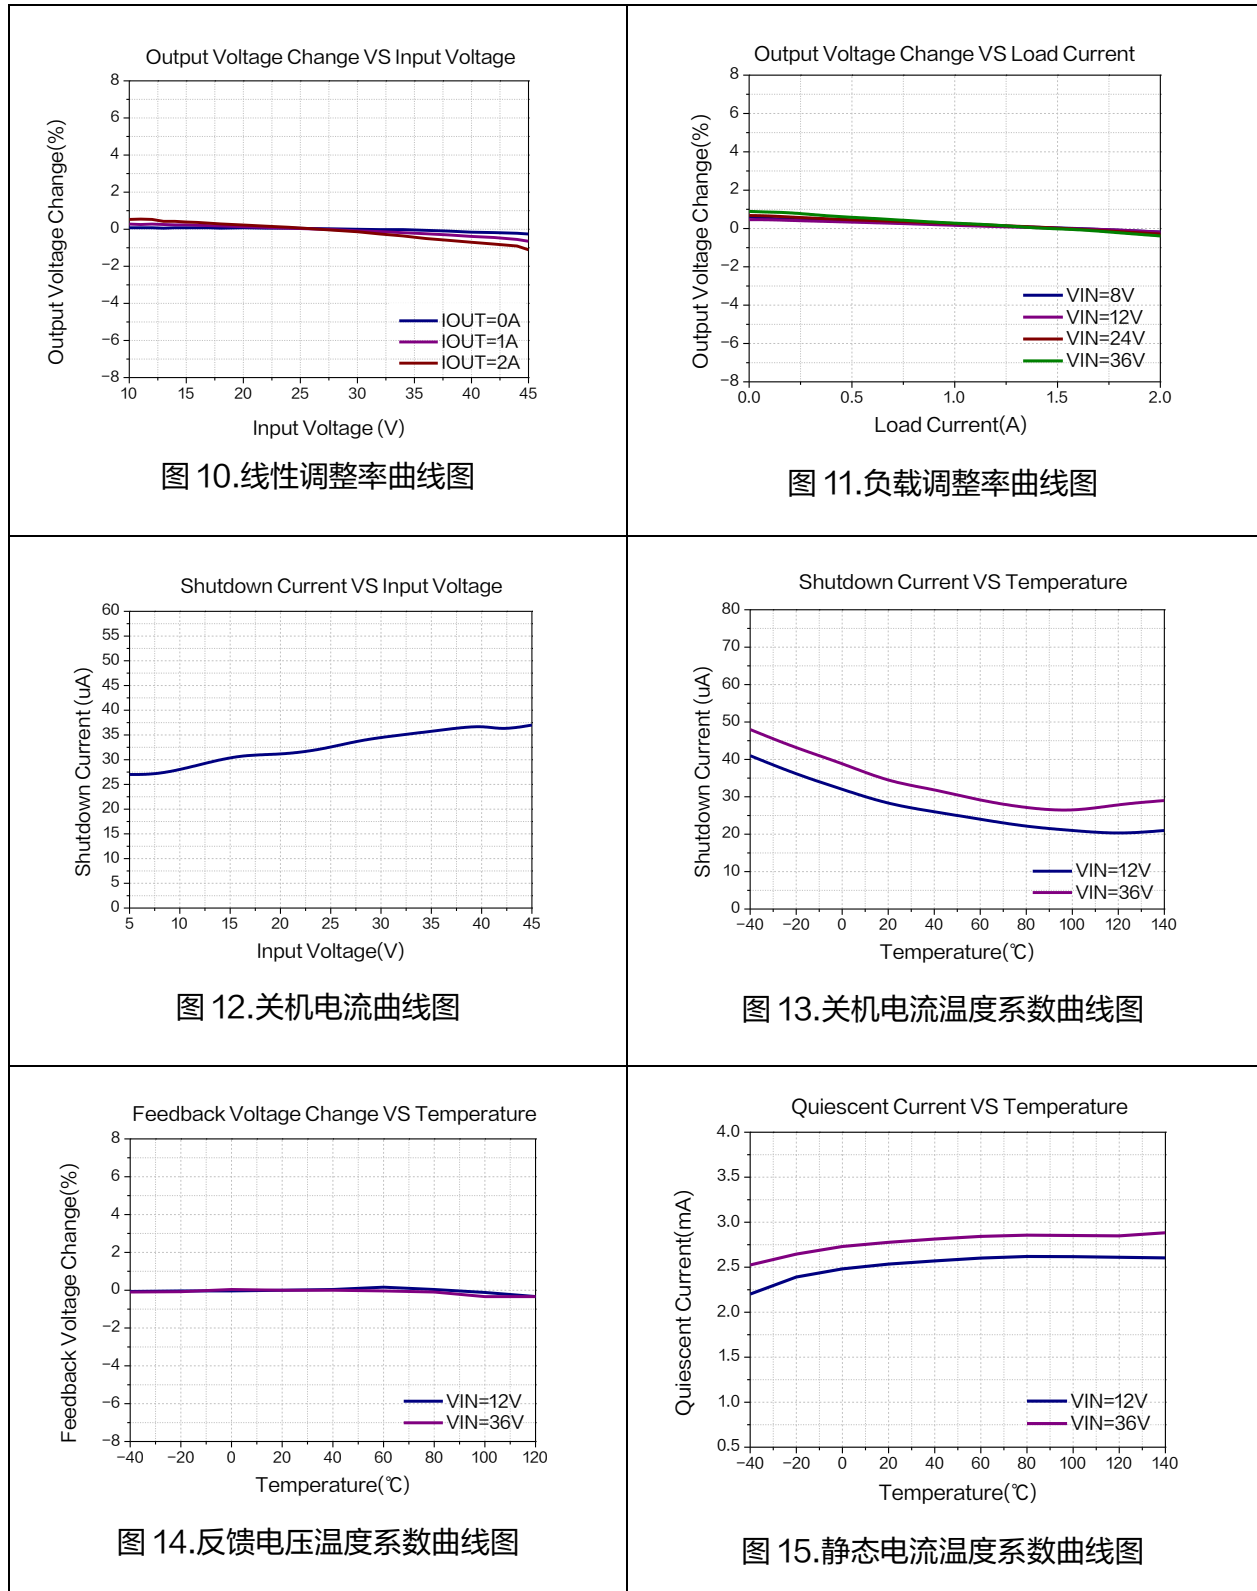 Output Voltage Change VS Input Voltage
Output Voltage Change(%)
8
6
4
2
0
−2
−4
−6
−8
IOUT=0A
IOUT=1A
IOUT=2A
10 15 20 25 30 35 40 45
Input Voltage (V)
图 10.线性调整率曲线图
Output Voltage Change VS Load Current
Output Voltage Change(%)
8
6
4
2
0
−2
−4
−6
−8
VIN=8V
VIN=12V
VIN=24V
VIN=36V
0.0 0.5 1.0 1.5 2.0
Load Current(A)
图 11.负载调整率曲线图
Shutdown Current VS Input Voltage
Shutdown Current (uA)
60
55
50
45
40
35
30
25
20
15
10
5
0
5 10 15 20 25 30 35 40 45
Input Voltage(V)
图 12.关机电流曲线图
Shutdown Current VS Temperature
Shutdown Current (uA)
80
70
60
50
40
30
20
10
0
VIN=12V
VIN=36V
−40 −20 0 20 40 60 80 100 120 140
Temperature(℃)
图 13.关机电流温度系数曲线图
Feedback Voltage Change VS Temperature
Feedback Voltage Change(%)
8
6
4
2
0
−2
−4
−6
−8
VIN=12V
VIN=36V
−40 −20 0 20 40 60 80 100 120
Temperature(℃)
图 14.反馈电压温度系数曲线图
Quiescent Current VS Temperature
Quiescent Current(mA)
4.0
3.5
3.0
2.5
2.0
1.5
1.0
0.5
VIN=12V
VIN=36V
−40 −20 0 20 40 60 80 100 120 140
Temperature(℃)
图 15.静态电流温度系数曲线图